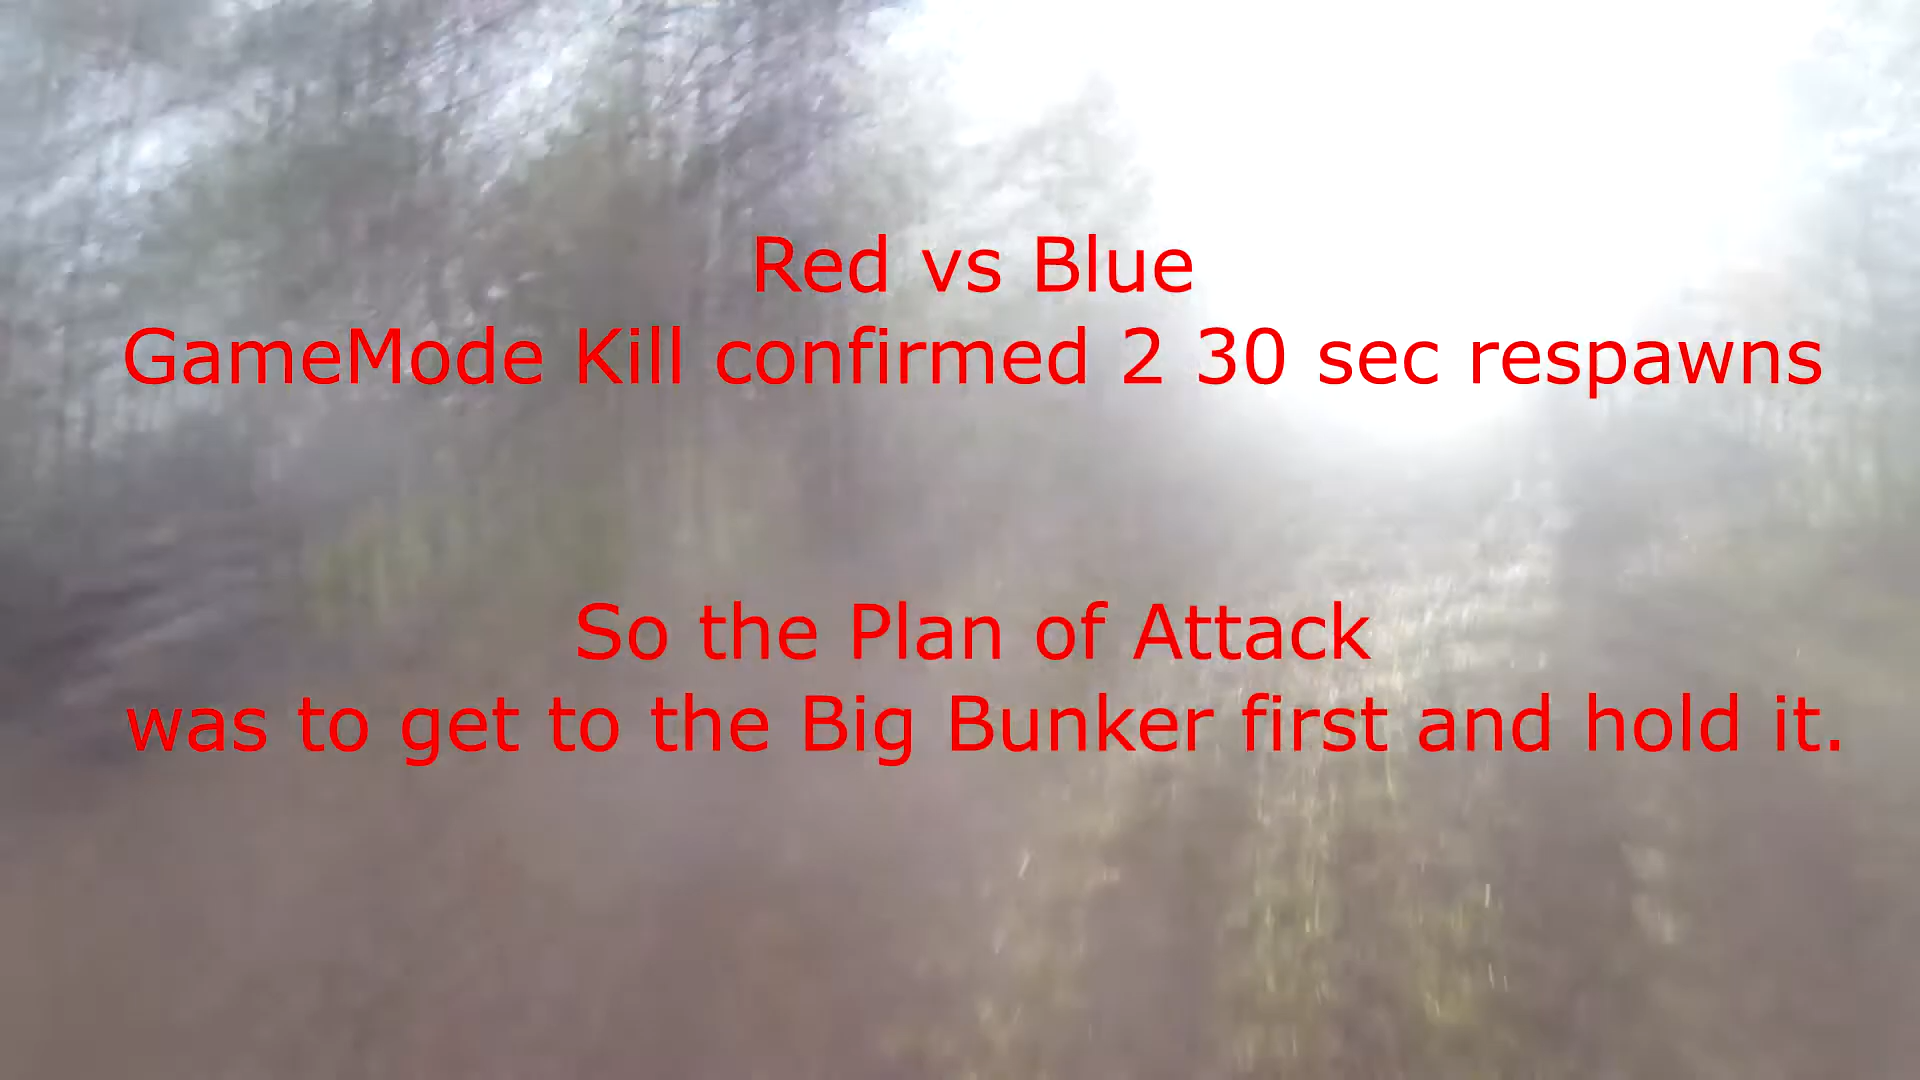 Red vs Blue
GameMode Kill confirmed 2 30 sec respawns
So the Plan of Attack
was to get to the Big Bunker first and hold it.